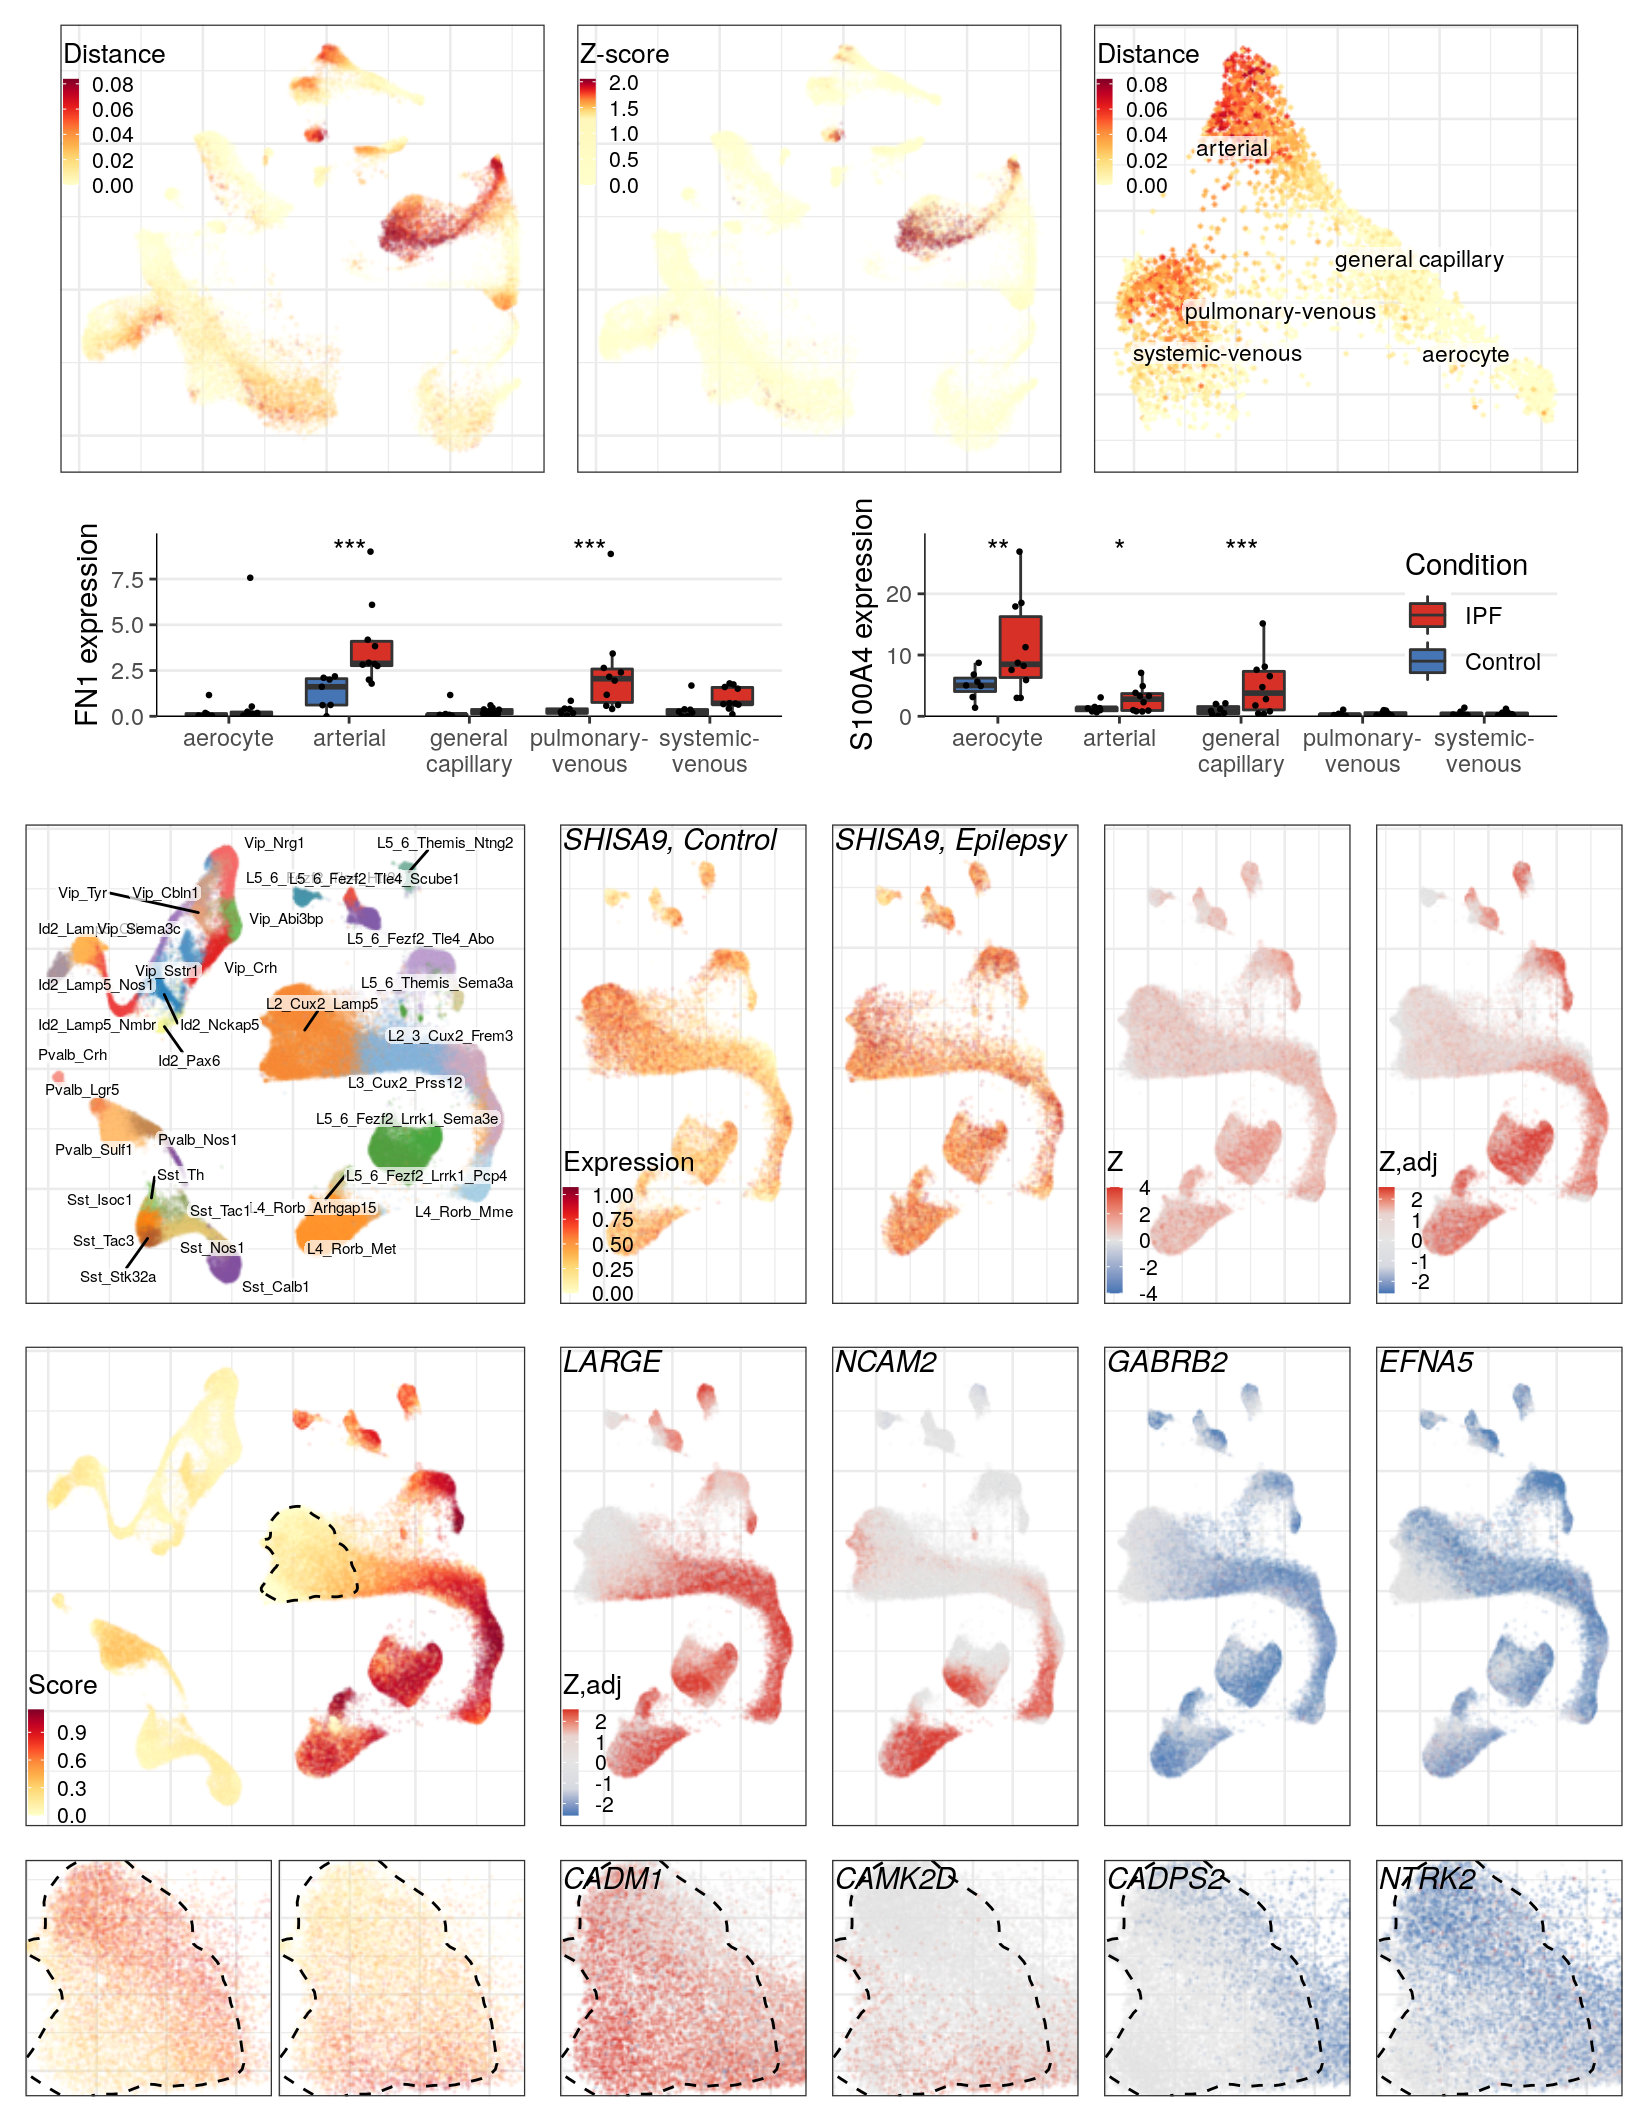 Distance
0.08
0.06
0.04
0.02
0.00
Z-score
2.0
1.5
1.0
0.5
0.0
Distance
0.08
0.06
0.04
0.02
0.00
arterial
general capillary
pulmonary-venous
systemic-venous
aerocyte
FN1 expression
7.5
5.0
2.5
0.0
***
***
aerocyte
arterial
general
capillary
pulmonary-
venous
systemic-
venous
S100A4 expression
20
10
0
**
*
***
aerocyte
arterial
general
capillary
pulmonary-
venous
systemic-
venous
Condition
IPF
Control
Vip_Nrg1
L5_6_Themis_Ntng2
L5_6_Fezf2_Tle4_Scube1
Vip_Tyr
Vip_Cbln1
Vip_Abi3bp
Id2_Lam
Vip_Sema3c
L5_6_Fezf2_Tle4_Abo
Vip_Sstr1
Vip_Crh
Id2_Lamp5_Nos1
L5_6_Themis_Sema3a
L2_Cux2_Lamp5
Id2_Lamp5_Nmbr
Id2_Nckap5
L2_3_Cux2_Frem3
Pvalb_Crh
Id2_Pax6
L3_Cux2_Prss12
Pvalb_Lgr5
L5_6_Fezf2_Lrrk1_Sema3e
Pvalb_Nos1
Pvalb_Sulf1
Sst_Th
L5_6_Fezf2_Lrrk1_Pcp4
Sst_Isoc1
Sst_Tac1
L4_Rorb_Arhgap15
L4_Rorb_Mme
Sst_Tac3
Sst_Nos1
L4_Rorb_Met
Sst_Stk32a
Sst_Calb1
SHISA9, Control
Expression
1.00
0.75
0.50
0.25
0.00
SHISA9, Epilepsy
Z
4
2
0
-2
-4
Z,adj
2
1
0
-1
-2
Score
0.9
0.6
0.3
0.0
LARGE
Z,adj
2
1
0
-1
-2
NCAM2
GABRB2
EFNA5
CADM1
CAMK2D
CADPS2
NTRK2